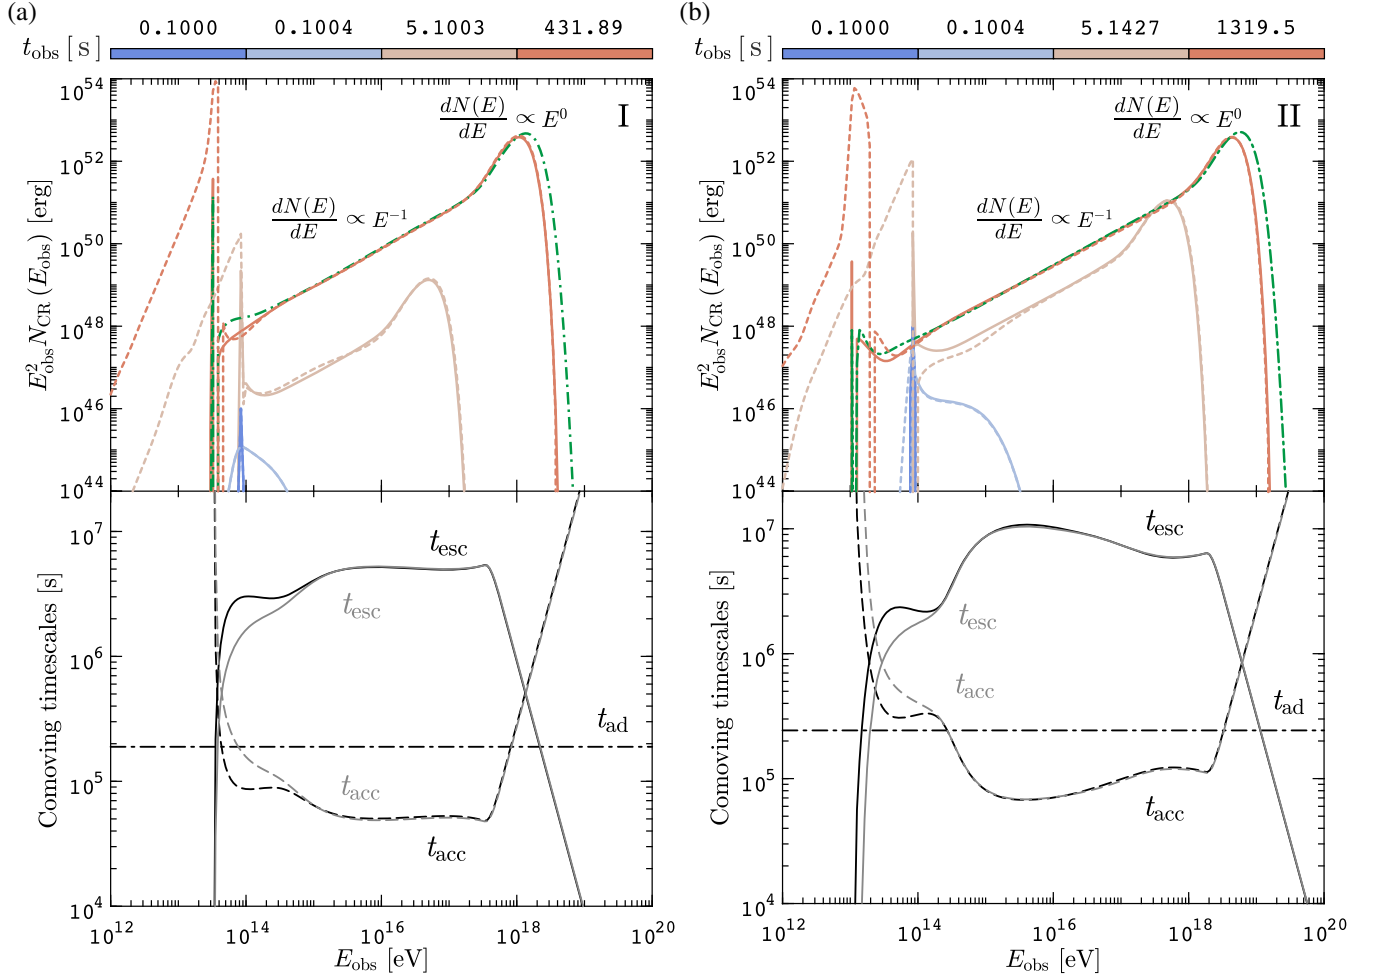 (a)
t_obs [ s ] 0.1000 0.1004 5.1003 431.89
10^54
10^52
10^50
10^48
10^46
10^44
E^2_obs N_CR (E_obs) [erg]
dN(E)/dE ∝ E^0
I
dN(E)/dE ∝ E^−1
10^7
10^6
10^5
10^4
Comoving timescales [s]
t_esc
t_esc
t_ad
t_acc
t_acc
10^12 10^14 10^16 10^18 10^20
E_obs [eV]
(b)
t_obs [ s ] 0.1000 0.1004 5.1427 1319.5
10^54
10^52
10^50
10^48
10^46
10^44
E^2_obs N_CR (E_obs) [erg]
dN(E)/dE ∝ E^0
II
dN(E)/dE ∝ E^−1
10^7
10^6
10^5
10^4
Comoving timescales [s]
t_esc
t_esc
t_acc
t_ad
t_acc
10^12 10^14 10^16 10^18 10^20
E_obs [eV]